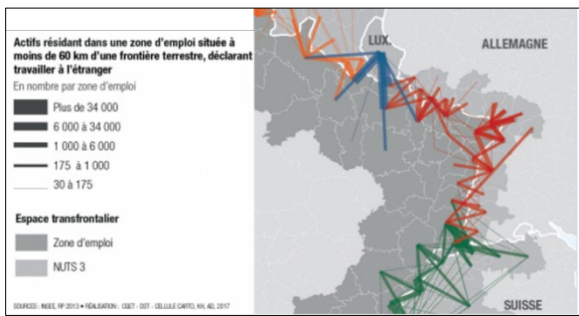 Actifs résidant dans une zone d'emploi située à
moins de 60 km d'une frontière terrestre, déclarant
travailler à l'étranger
En nombre par zone d'emploi
Plus de 34 000
6 000 à 34 000
1 000 à 6 000
175 à 1 000
30 à 175
Espace transfrontalier
Zone d'emploi
NUTS 3
SOURCES : INSEE, RP 2013 • RÉALISATION : CGET - DST - CELLULE CARTO, KH, AD, 2017
LUX.
ALLEMAGNE
SUISSE